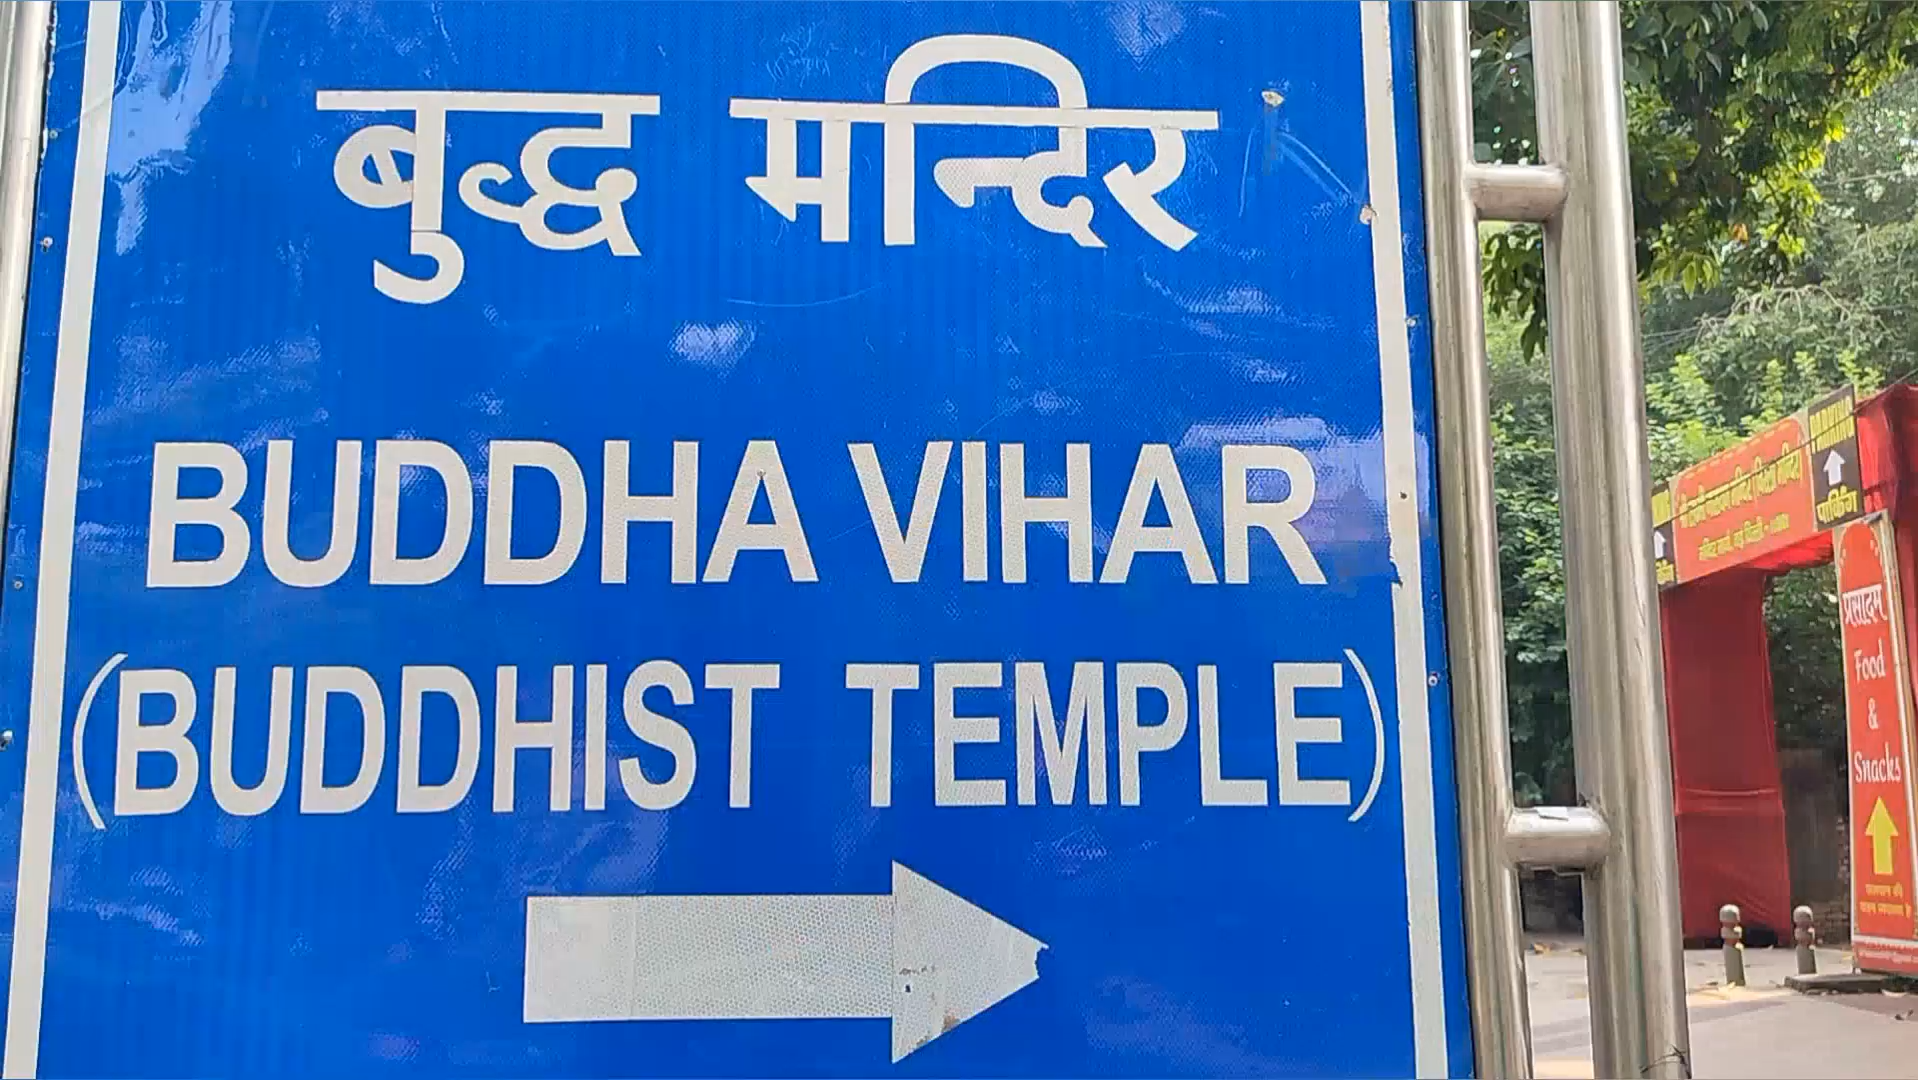 बुद्ध मन्दिर
BUDDHA VIHAR
(BUDDHIST TEMPLE)
पार्किंग
प्रसादम्
Food
&
Snacks